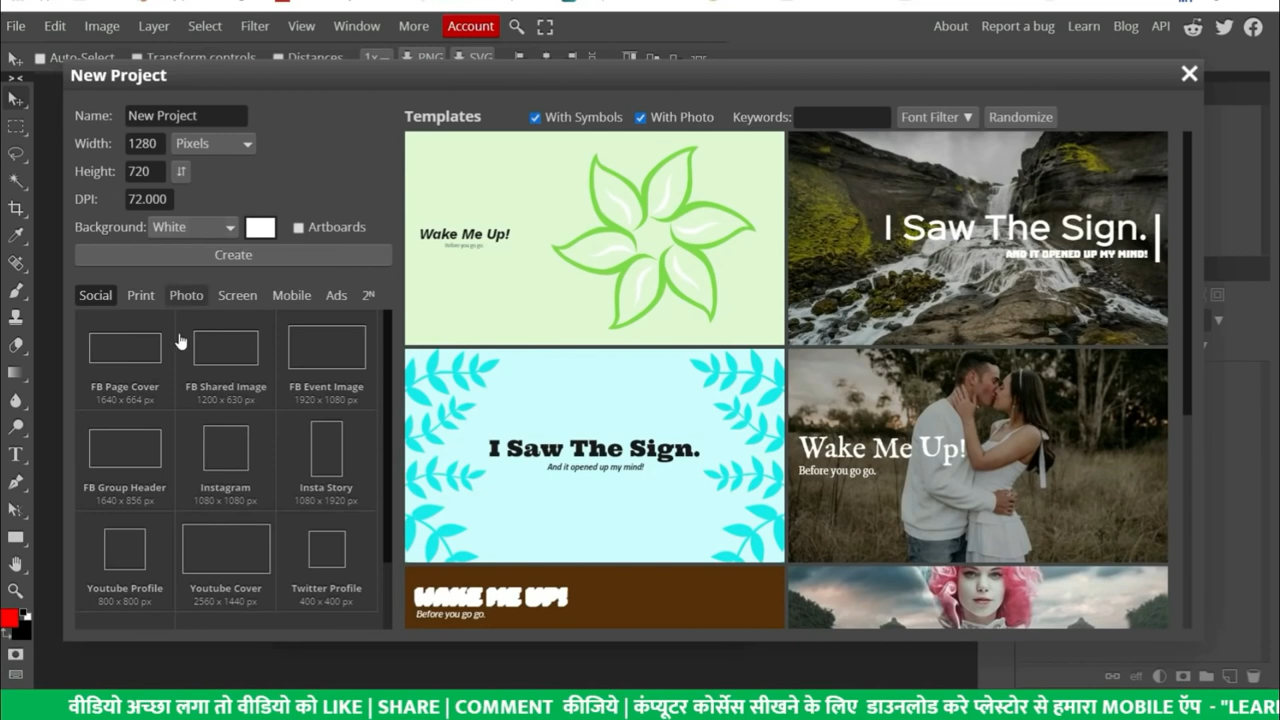 File Edit Image Layer Select Filter View Window More Account About Report a bug Learn Blog API
Auto-Select Transform controls Distances 1x PNG SVG
New Project
Name: New Project
Width: 1280 Pixels
Height: 720
DPI: 72.000
Background: White Artboards
Create
Social Print Photo Screen Mobile Ads 2ᴺ
FB Page Cover
1640 x 664 px
FB Shared Image
1200 x 630 px
FB Event Image
1920 x 1080 px
FB Group Header
1640 x 856 px
Instagram
1080 x 1080 px
Insta Story
1080 x 1920 px
Youtube Profile
800 x 800 px
Youtube Cover
2560 x 1440 px
Twitter Profile
400 x 400 px
Templates With Symbols With Photo Keywords: Font Filter ▼ Randomize
Wake Me Up!
Before you go go.
I Saw The Sign.
AND IT OPENED UP MY MIND!
I Saw The Sign.
And it opened up my mind!
Wake Me Up!
Before you go go.
WAKE ME UP!
Before you go go.
eff
वीडियो अच्छा लगा तो वीडियो को LIKE | SHARE | COMMENT कीजिये | कंप्यूटर कोर्सेस सीखने के लिए डाउनलोड करे प्लेस्टोर से हमारा MOBILE ऍप - "LEAR